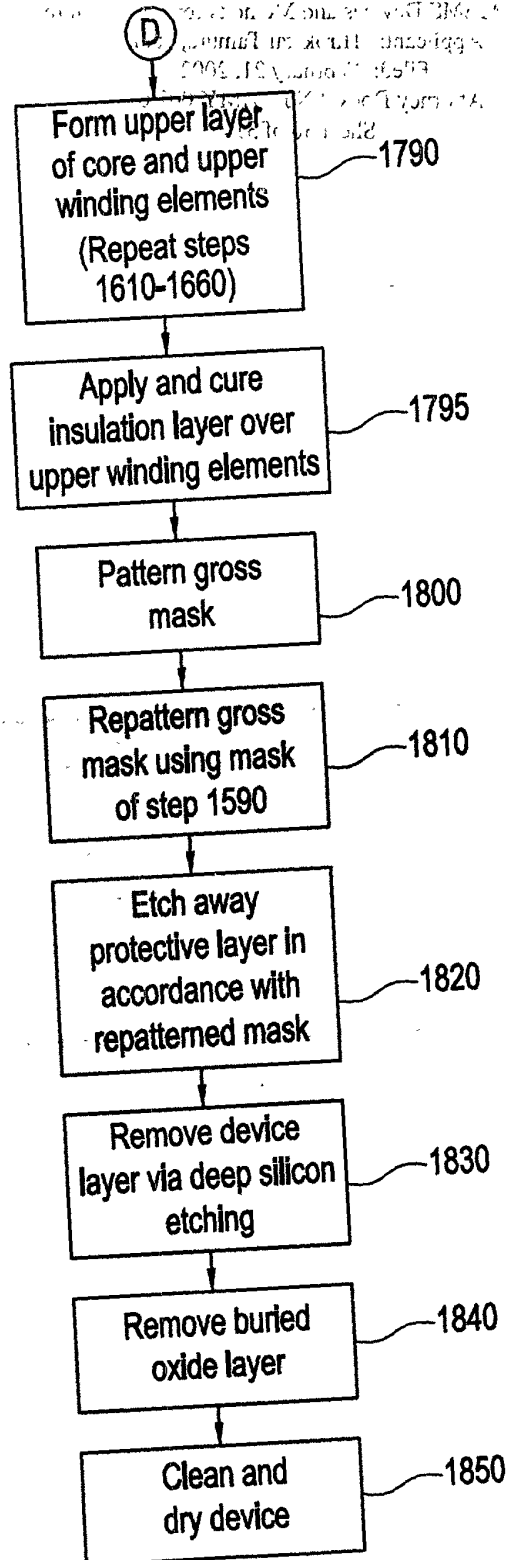 D
Form upper layer
of core and upper
winding elements
(Repeat steps
1610-1660)
1790
Apply and cure
insulation layer over
upper winding elements
1795
Pattern gross
mask
1800
Repattern gross
mask using mask
of step 1590
1810
Etch away
protective layer in
accordance with
repatterned mask
1820
Remove device
layer via deep silicon
etching
1830
Remove buried
oxide layer
1840
Clean and
dry device
1850